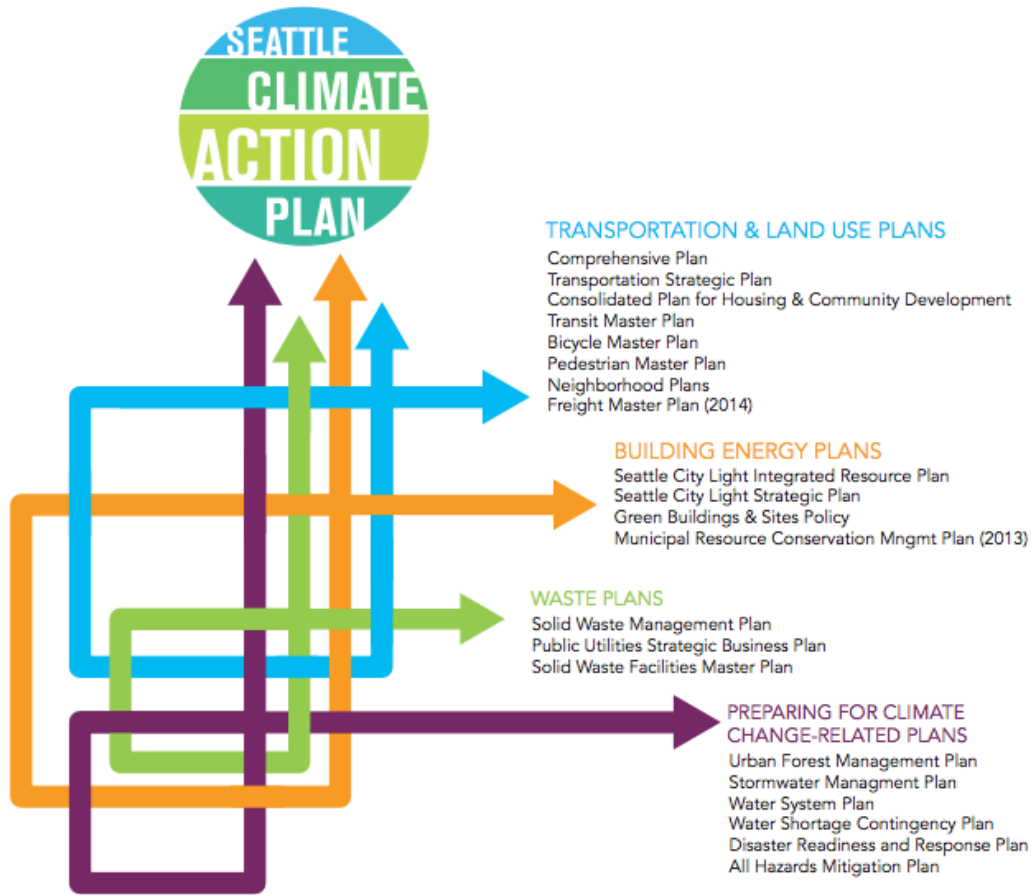 SEATTLE
CLIMATE
ACTION
PLAN
TRANSPORTATION & LAND USE PLANS
Comprehensive Plan
Transportation Strategic Plan
Consolidated Plan for Housing & Community Development
Transit Master Plan
Bicycle Master Plan
Pedestrian Master Plan
Neighborhood Plans
Freight Master Plan (2014)
BUILDING ENERGY PLANS
Seattle City Light Integrated Resource Plan
Seattle City Light Strategic Plan
Green Buildings & Sites Policy
Municipal Resource Conservation Mngmt Plan (2013)
WASTE PLANS
Solid Waste Management Plan
Public Utilities Strategic Business Plan
Solid Waste Facilities Master Plan
PREPARING FOR CLIMATE
CHANGE-RELATED PLANS
Urban Forest Management Plan
Stormwater Managment Plan
Water System Plan
Water Shortage Contingency Plan
Disaster Readiness and Response Plan
All Hazards Mitigation Plan